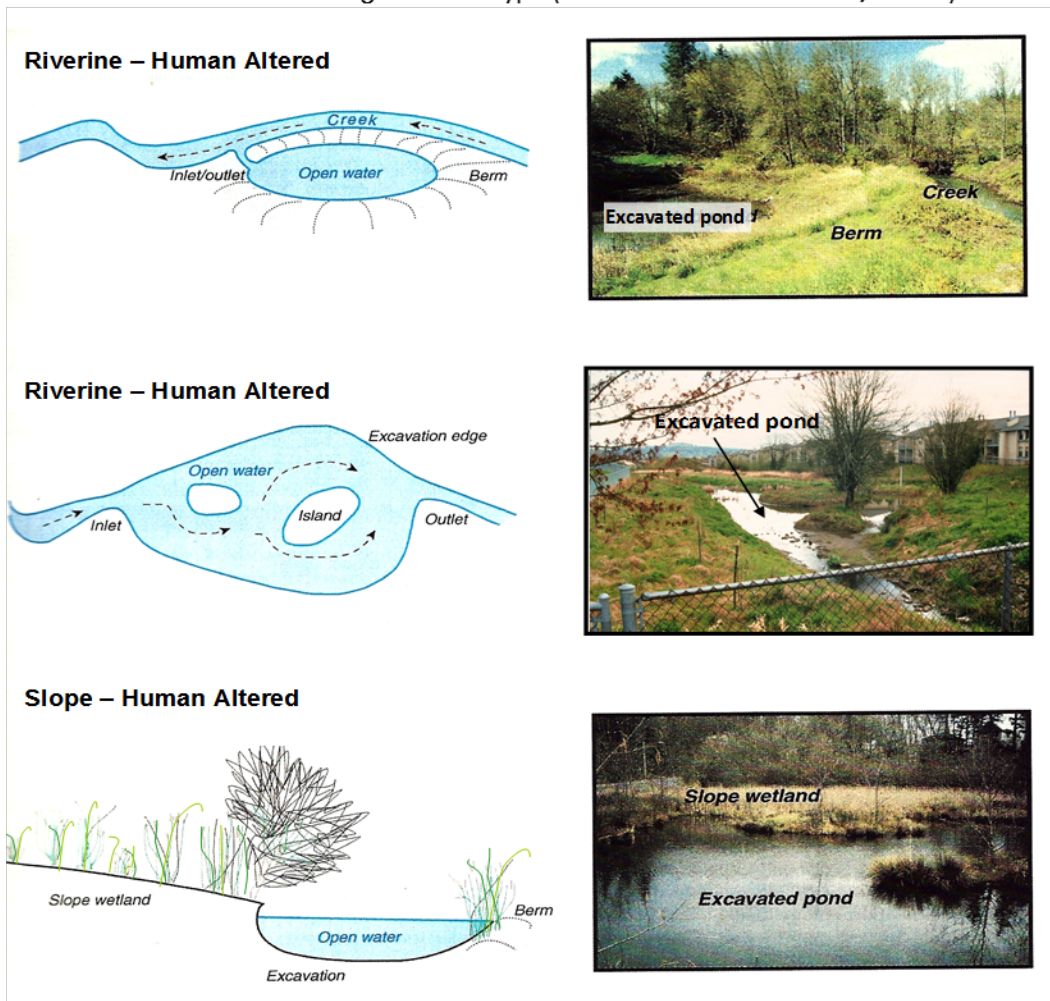 Riverine – Human Altered
Creek
Inlet/outlet
Open water
Berm
Excavated pond
Creek
Berm
Riverine – Human Altered
Excavation edge
Open water
Island
Inlet
Outlet
Excavated pond
Slope – Human Altered
Slope wetland
Berm
Open water
Excavation
Slope wetland
Excavated pond